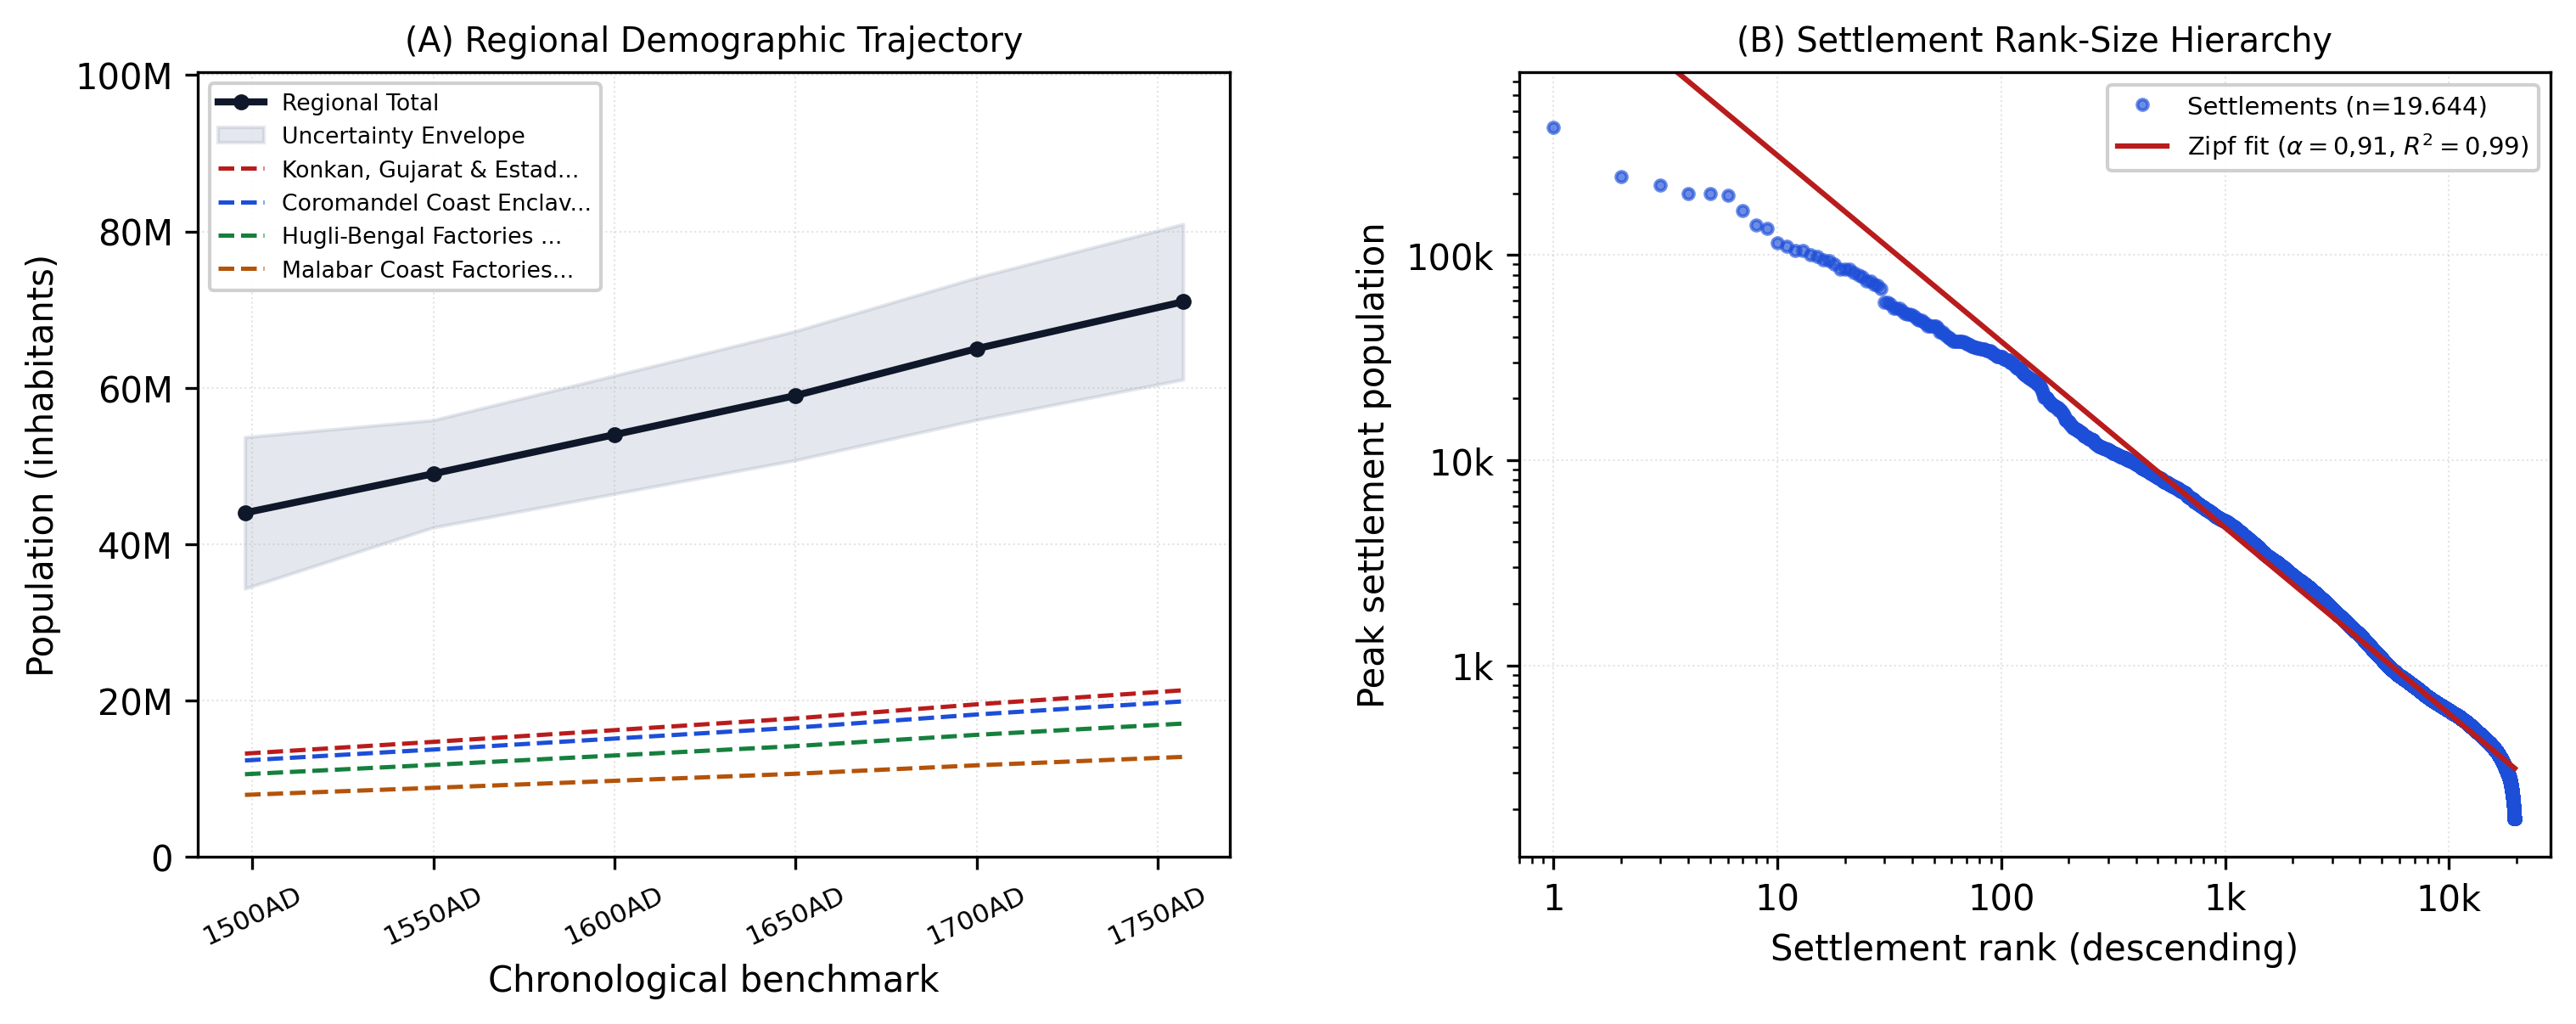 (A) Regional Demographic Trajectory
Population (inhabitants)
100M
80M
60M
40M
20M
0
Regional Total
Uncertainty Envelope
Konkan, Gujarat & Estad...
Coromandel Coast Enclav...
Hugli-Bengal Factories ...
Malabar Coast Factories...
1500AD
1550AD
1600AD
1650AD
1700AD
1750AD
Chronological benchmark
(B) Settlement Rank-Size Hierarchy
Peak settlement population
100k
10k
1k
Settlements (n=19.644)
Zipf fit (α = 0,91, R² = 0,99)
1
10
100
1k
10k
Settlement rank (descending)